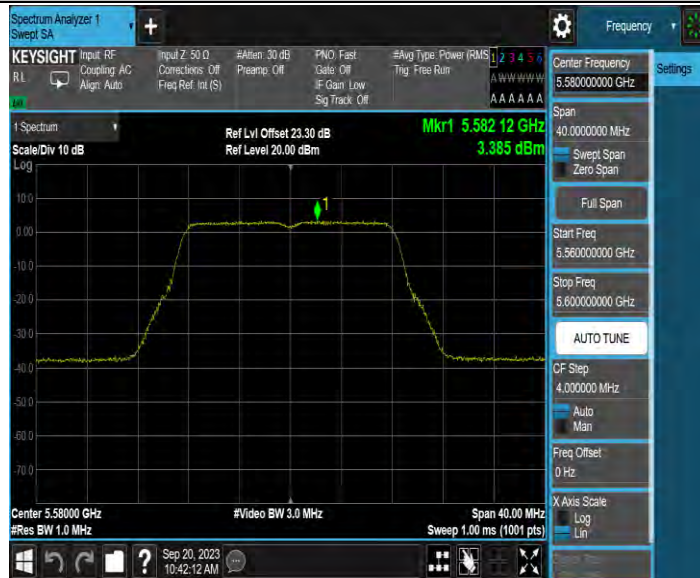 Spectrum Analyzer 1
Swept SA
+
Frequency
KEYSIGHT
RL
Input: RF
Coupling: AC
Align: Auto
Input Z: 50 Ω
Corrections: Off
Freq Ref: Int (S)
#Atten: 30 dB
Preamp: Off
PNO: Fast
Gate: Off
IF Gain: Low
Sig Track: Off
#Avg Type: Power (RMS
Trig: Free Run
1 2 3 4 5 6
A W W W W W
A A A A A A
Center Frequency
5.580000000 GHz
Settings
Span
40.0000000 MHz
Swept Span
Zero Span
Full Span
Start Freq
5.560000000 GHz
Stop Freq
5.600000000 GHz
AUTO TUNE
CF Step
4.000000 MHz
Auto
Man
Freq Offset
0 Hz
X Axis Scale
Log
Lin
1 Spectrum
Scale/Div 10 dB
Ref Lvl Offset 23.30 dB
Ref Level 20.00 dBm
Mkr1 5.582 12 GHz
3.385 dBm
Log
10.0
0.00
-10.0
-20.0
-30.0
-40.0
-50.0
-60.0
-70.0
1
Center 5.58000 GHz
#Res BW 1.0 MHz
#Video BW 3.0 MHz
Span 40.00 MHz
Sweep 1.00 ms (1001 pts)
?
Sep 20, 2023
10:42:12 AM